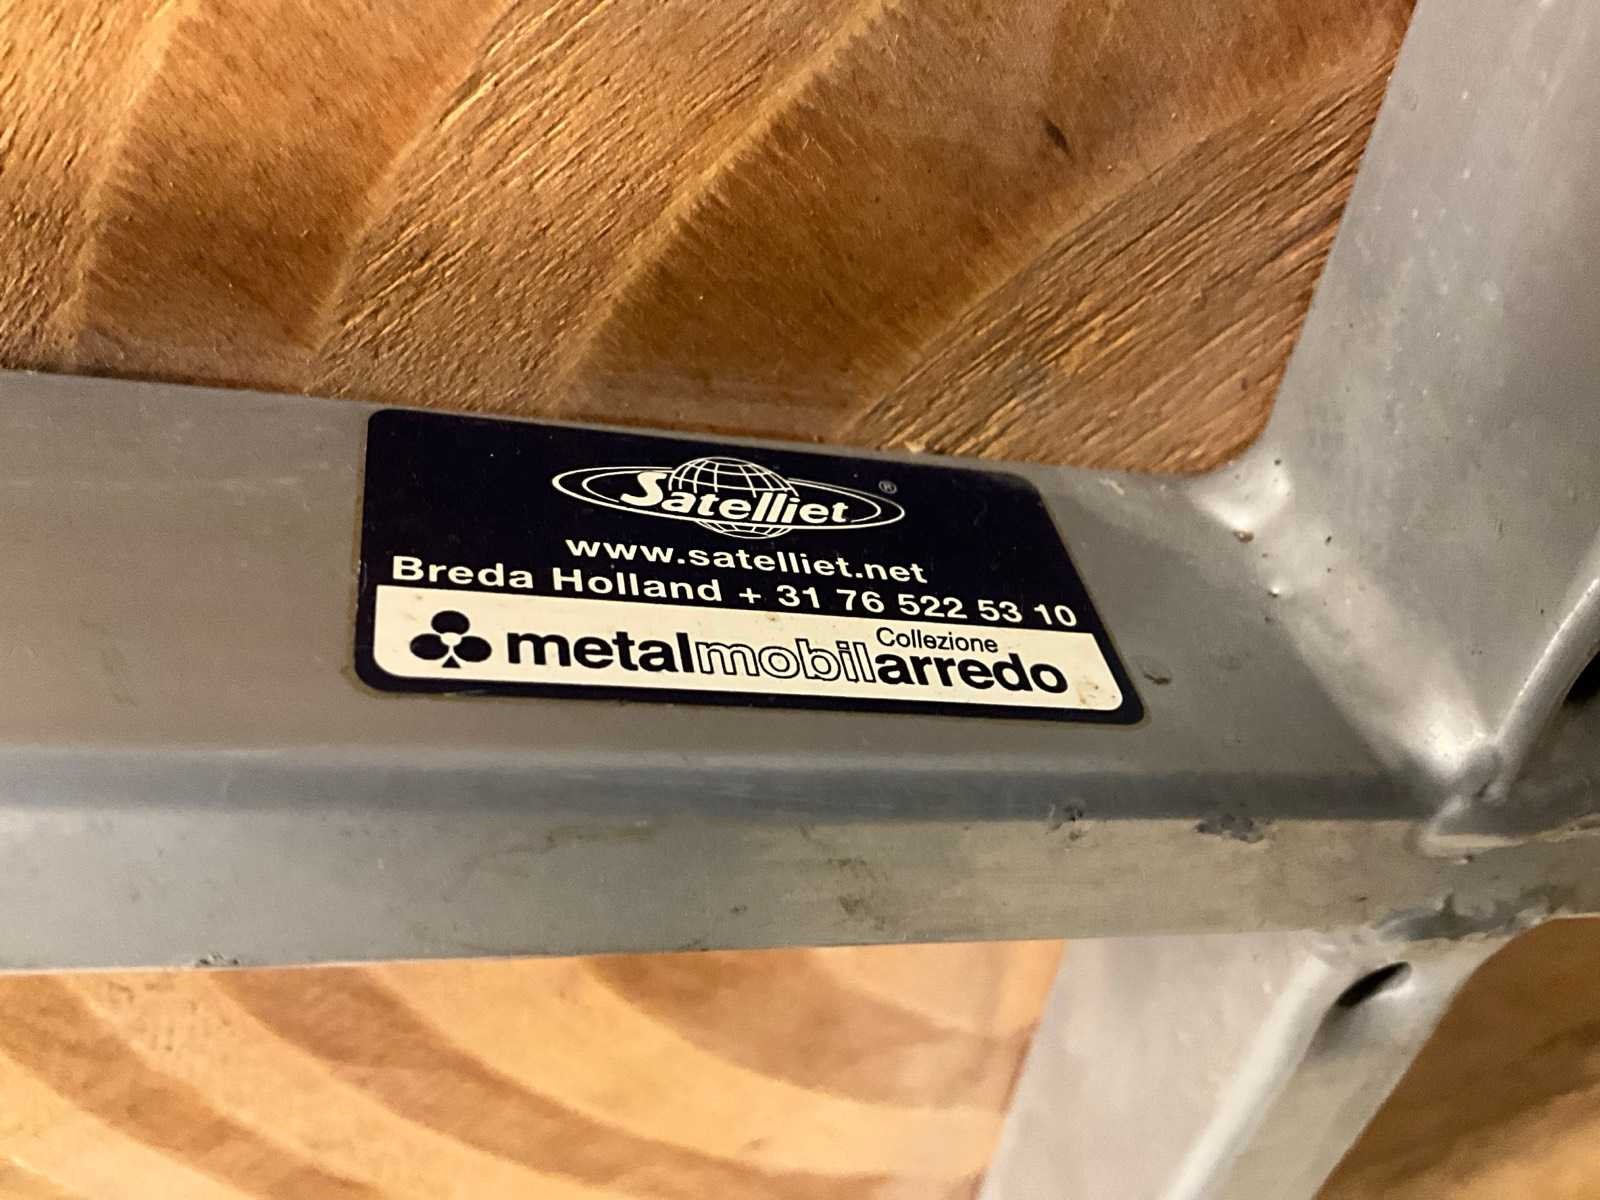 Satelliet ®
www.satelliet.net
Breda Holland + 31 76 522 53 10
Collezione
metalmobilarredo